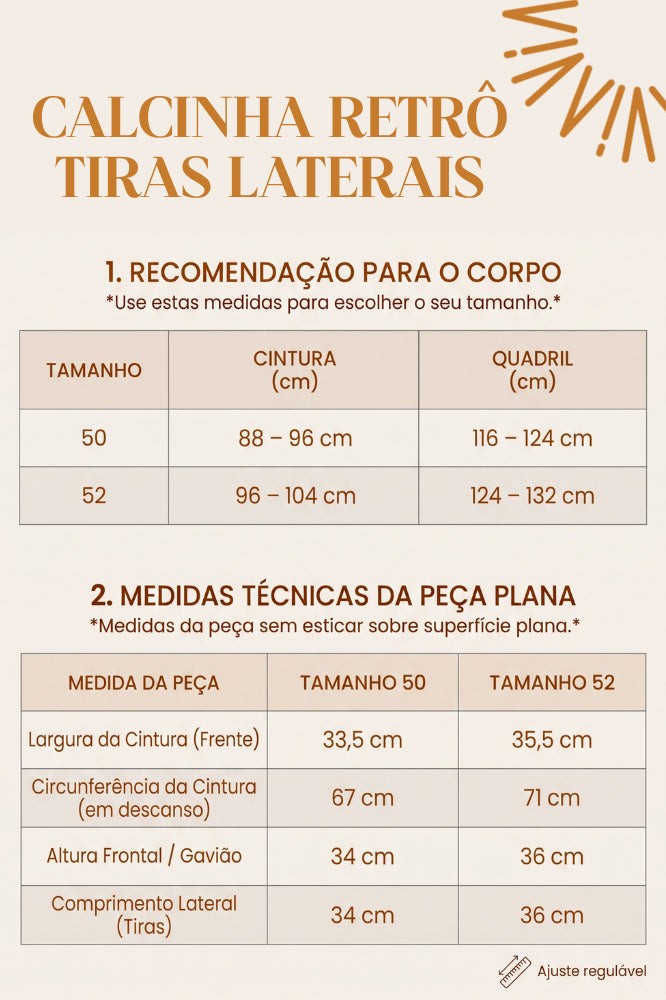 CALCINHA RETRÔ
TIRAS LATERAIS
1. RECOMENDAÇÃO PARA O CORPO
*Use estas medidas para escolher o seu tamanho.*
TAMANHO CINTURA (cm) QUADRIL (cm)
50 88 – 96 cm 116 – 124 cm
52 96 – 104 cm 124 – 132 cm
2. MEDIDAS TÉCNICAS DA PEÇA PLANA
*Medidas da peça sem esticar sobre superfície plana.*
MEDIDA DA PEÇA TAMANHO 50 TAMANHO 52
Largura da Cintura (Frente) 33,5 cm 35,5 cm
Circunferência da Cintura (em descanso) 67 cm 71 cm
Altura Frontal / Gavião 34 cm 36 cm
Comprimento Lateral (Tiras) 34 cm 36 cm
Ajuste regulável